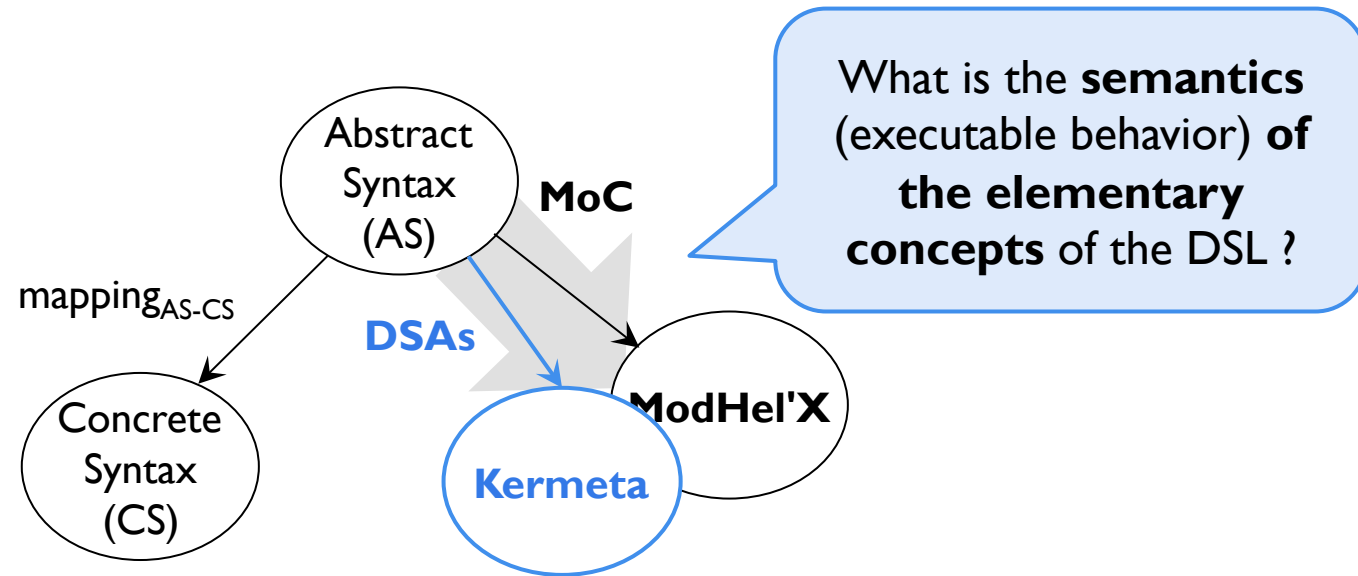 What is the semantics
(executable behavior) of
the elementary
concepts of the DSL ?
Abstract
Syntax
(AS)
MoC
mappingAS-CS
DSAs
ModHel'X
Concrete
Syntax
(CS)
Kermeta